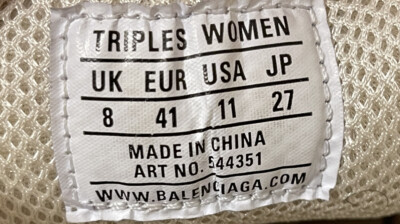 TRIPLES WOMEN
UK EUR USA JP
8 41 11 27
MADE IN CHINA
ART NO. 544351
WWW.BALENCIAGA.COM